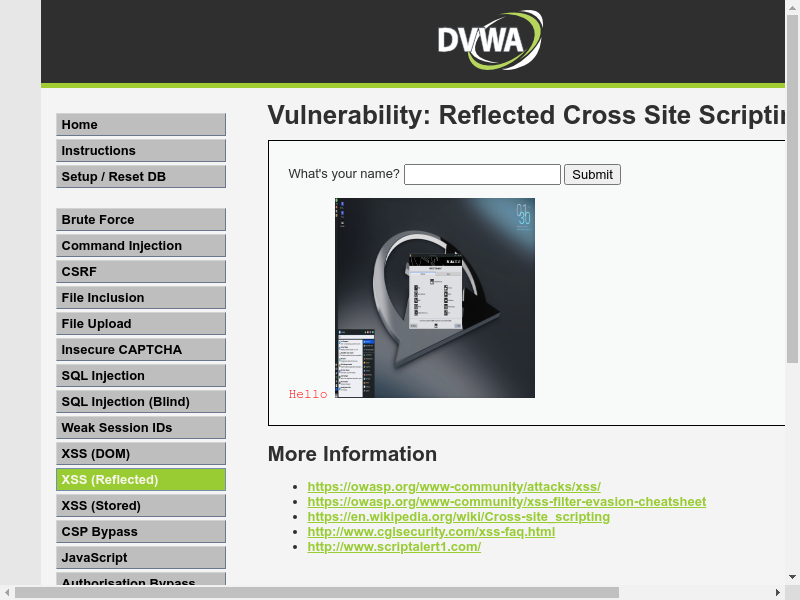 DVWA
Vulnerability: Reflected Cross Site Scriptin
Home
Instructions
Setup / Reset DB
Brute Force
Command Injection
CSRF
File Inclusion
File Upload
Insecure CAPTCHA
SQL Injection
SQL Injection (Blind)
Weak Session IDs
XSS (DOM)
XSS (Reflected)
XSS (Stored)
CSP Bypass
JavaScript
Authorisation Bypass
What's your name?
Submit
01:
30
Hello
More Information
https://owasp.org/www-community/attacks/xss/
https://owasp.org/www-community/xss-filter-evasion-cheatsheet
https://en.wikipedia.org/wiki/Cross-site_scripting
http://www.cgisecurity.com/xss-faq.html
http://www.scriptalert1.com/